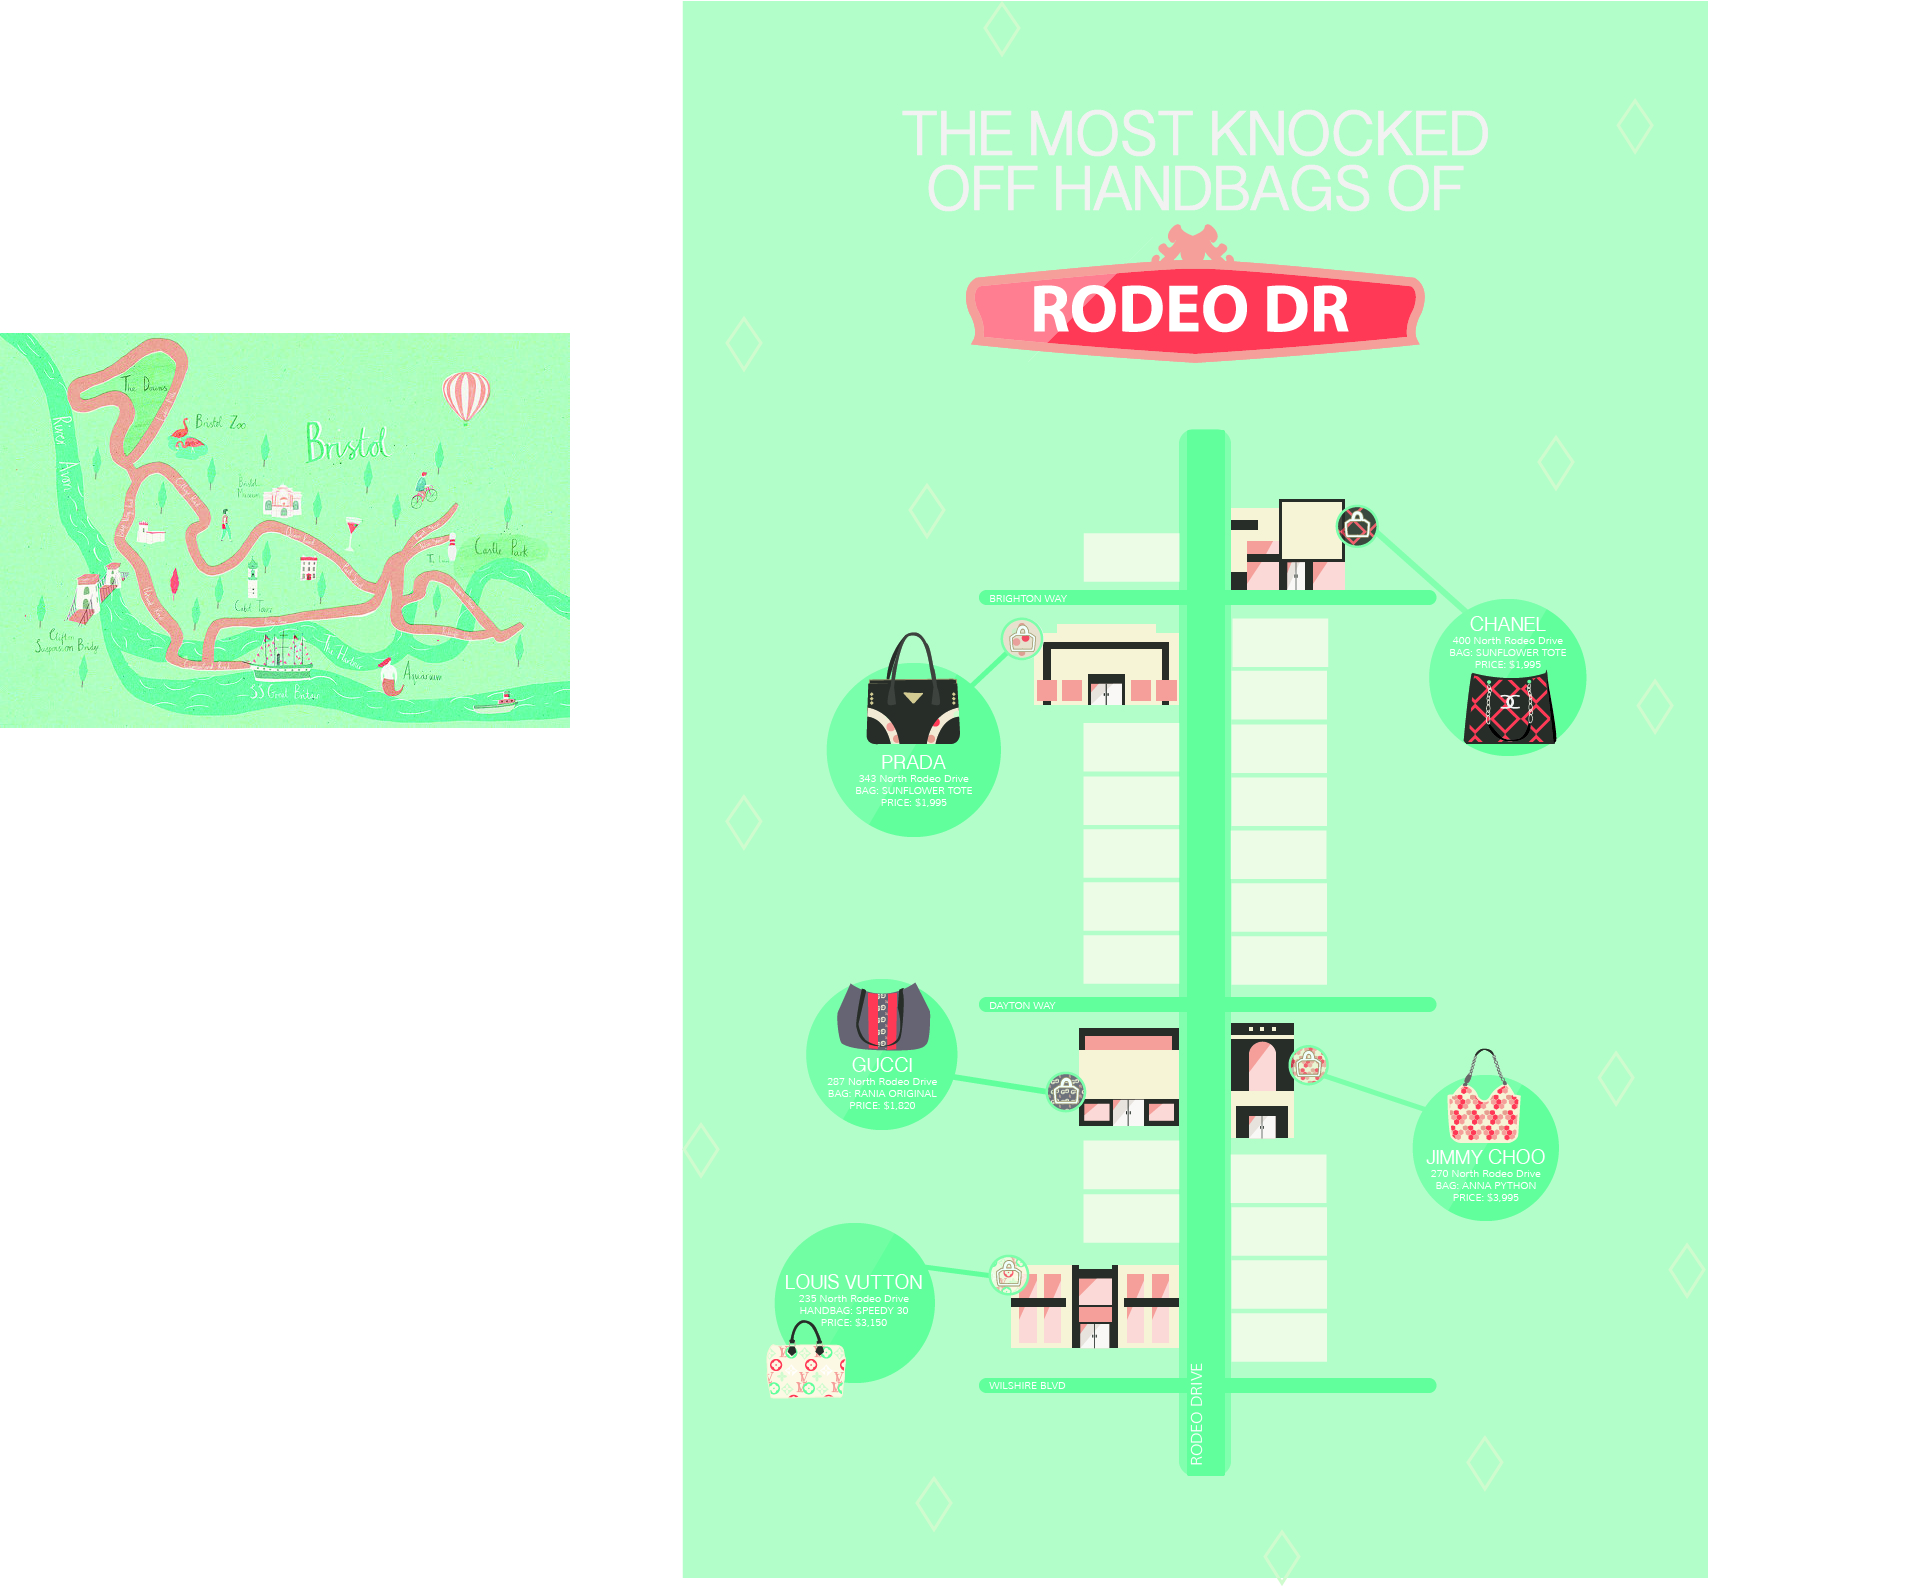 The Downs
Bristol Zoo
Bristol
River Avon
Bristol
Museum
Castle Park
Cabot Tower
Clifton
Suspension Bridge
The Harbour
Aquarium
SS Great Britain
THE MOST KNOCKED
OFF HANDBAGS OF
RODEO DR
BRIGHTON WAY
CHANEL
400 North Rodeo Drive
BAG: SUNFLOWER TOTE
PRICE: $1,995
PRADA
343 North Rodeo Drive
BAG: SUNFLOWER TOTE
PRICE: $1,995
DAYTON WAY
GUCCI
287 North Rodeo Drive
BAG: RANIA ORIGINAL
PRICE: $1,820
JIMMY CHOO
270 North Rodeo Drive
BAG: ANNA PYTHON
PRICE: $3,995
LOUIS VUTTON
235 North Rodeo Drive
HANDBAG: SPEEDY 30
PRICE: $3,150
WILSHIRE BLVD
RODEO DRIVE